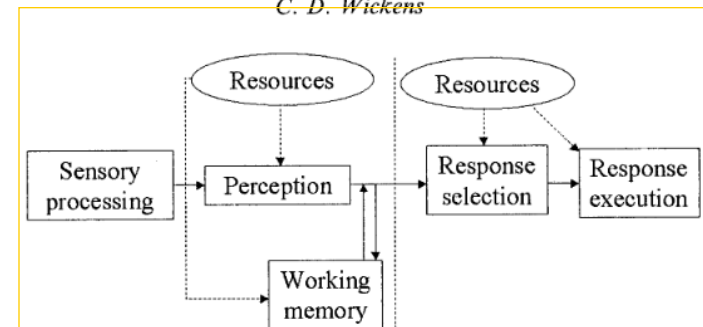 C. D. Wickens
Resources
Resources
Sensory
processing
Perception
Response
selection
Response
execution
Working
memory